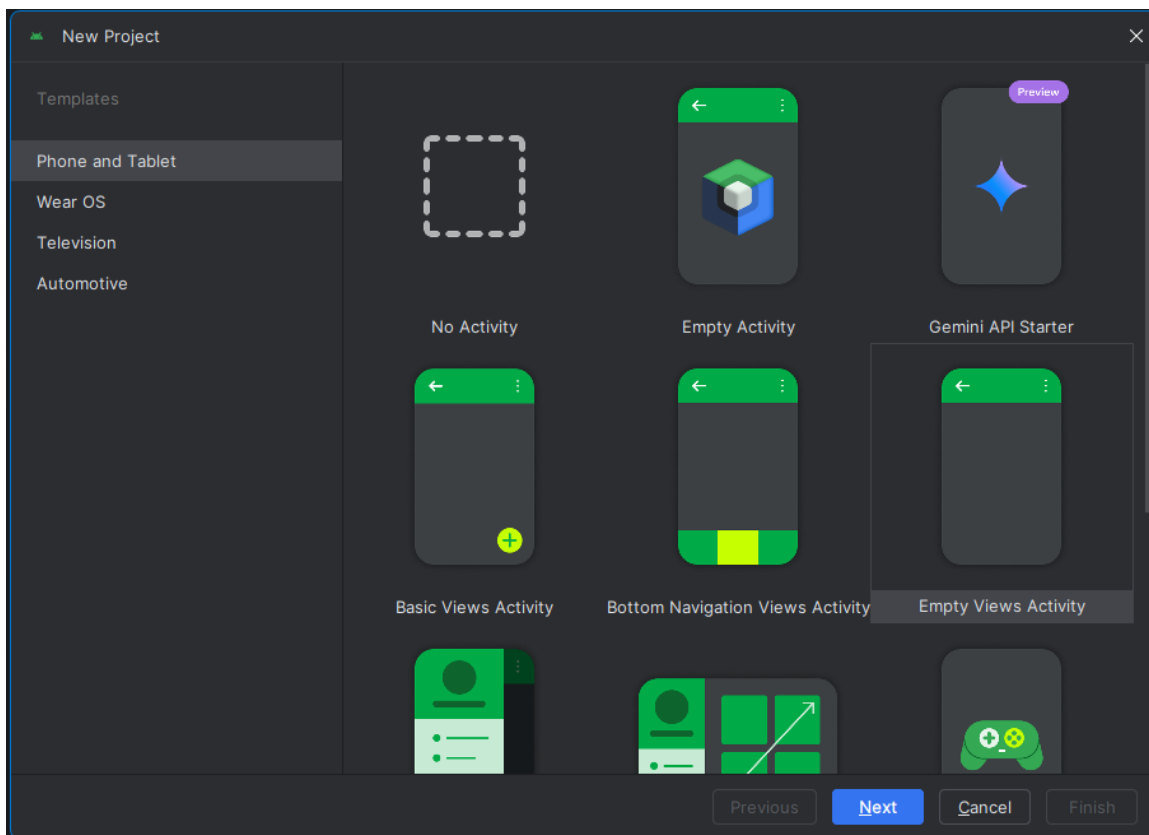 New Project
Templates
Phone and Tablet
Wear OS
Television
Automotive
Preview
No Activity
Empty Activity
Gemini API Starter
Basic Views Activity
Bottom Navigation Views Activity
Empty Views Activity
Previous
Next
Cancel
Finish